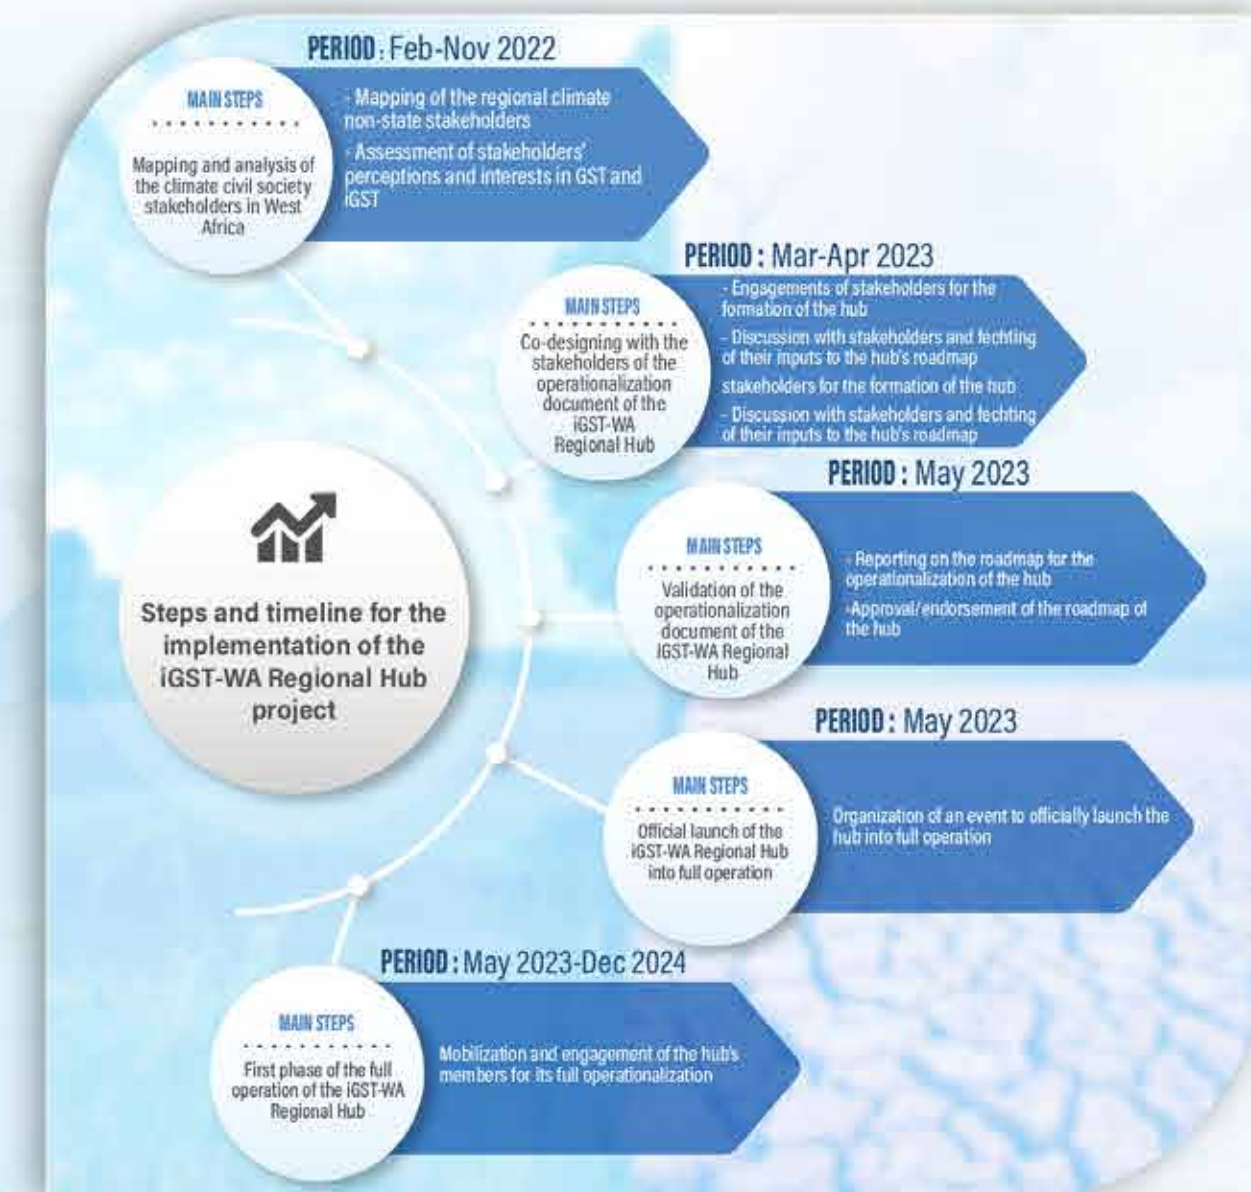 PERIOD : Feb-Nov 2022
MAIN STEPS
Mapping and analysis of
the climate civil society
stakeholders in West
Africa
- Mapping of the regional climate
non-state stakeholders
- Assessment of stakeholders'
perceptions and interests in GST and
iGST
PERIOD : Mar-Apr 2023
MAIN STEPS
Co-designing with the
stakeholders of the
operationalization
document of the
iGST-WA
Regional Hub
- Engagements of stakeholders for the
formation of the hub
- Discussion with stakeholders and fechting
of their inputs to the hub's roadmap
stakeholders for the formation of the hub
- Discussion with stakeholders and fechting
of their inputs to the hub's roadmap
PERIOD : May 2023
MAIN STEPS
Validation of the
operationalization
document of the
iGST-WA Regional
Hub
- Reporting on the roadmap for the
operationalization of the hub
-Approval/endorsement of the roadmap of
the hub
Steps and timeline for the
implementation of the
iGST-WA Regional Hub
project
PERIOD : May 2023
MAIN STEPS
Official launch of the
iGST-WA Regional Hub
into full operation
Organization of an event to officially launch the
hub into full operation
PERIOD : May 2023-Dec 2024
MAIN STEPS
First phase of the full
operation of the iGST-WA
Regional Hub
Mobilization and engagement of the hub's
members for its full operationalization